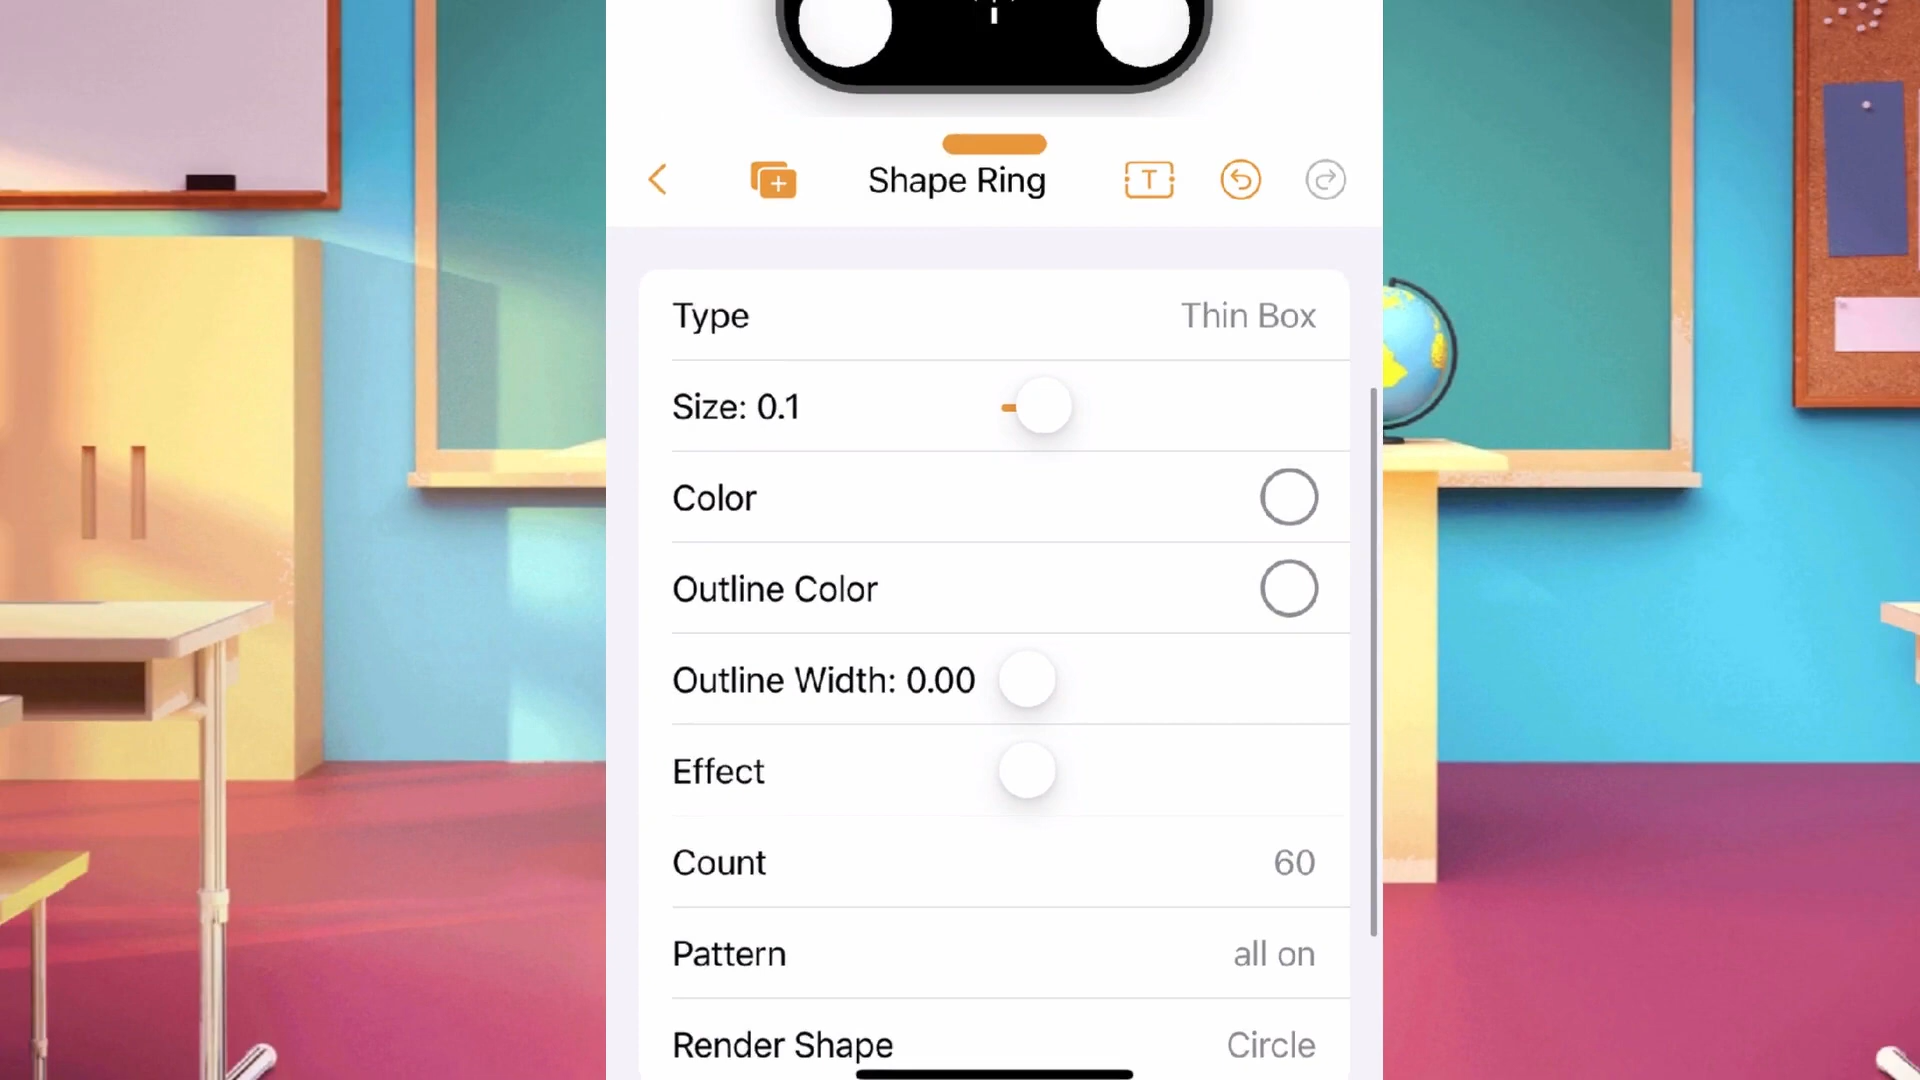 Shape Ring
T
Type Thin Box
Size: 0.1
Color
Outline Color
Outline Width: 0.00
Effect
Count 60
Pattern all on
Render Shape Circle